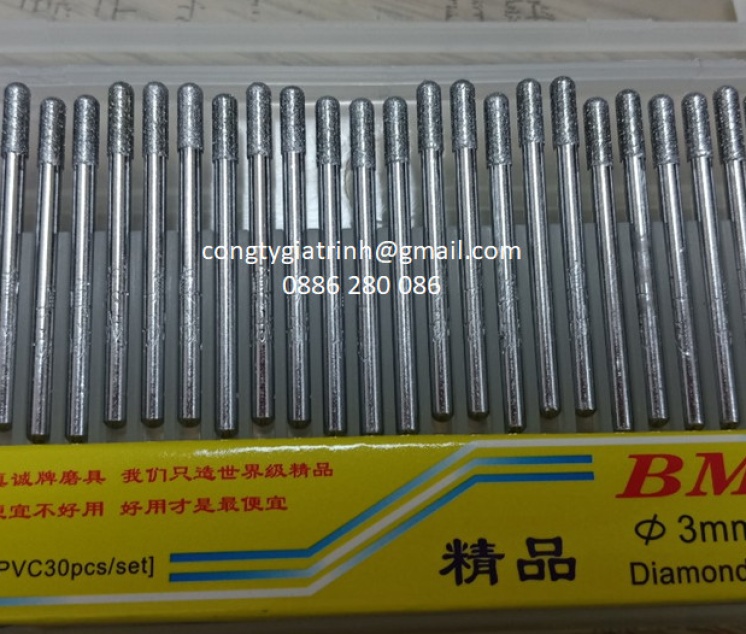 congtygiatrinh@gmail.com
0886 280 086
真诚牌磨具 我们只造世界級精品
便宜不好用 好用才是最便宜
PVC30pcs/set]
精品
BM
Φ 3mm
Diamond